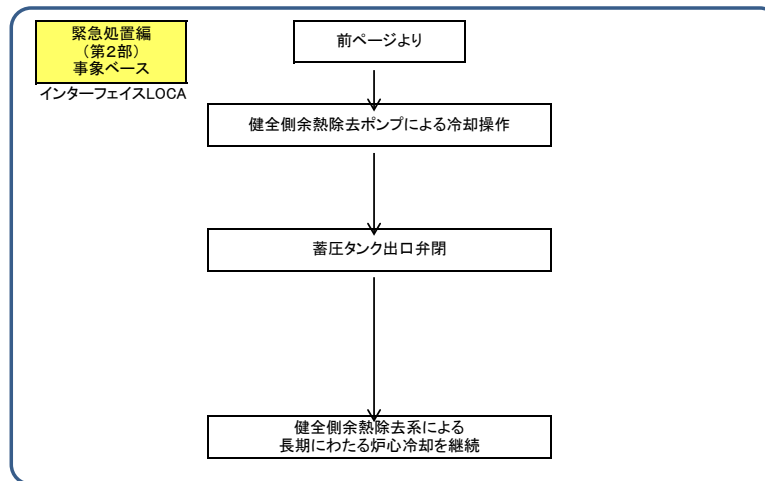 緊急処置編
（第２部）
事象ベース
インターフェイスLOCA
前ページより
健全側余熱除去ポンプによる冷却操作
蓄圧タンク出口弁閉
健全側余熱除去系による
長期にわたる炉心冷却を継続